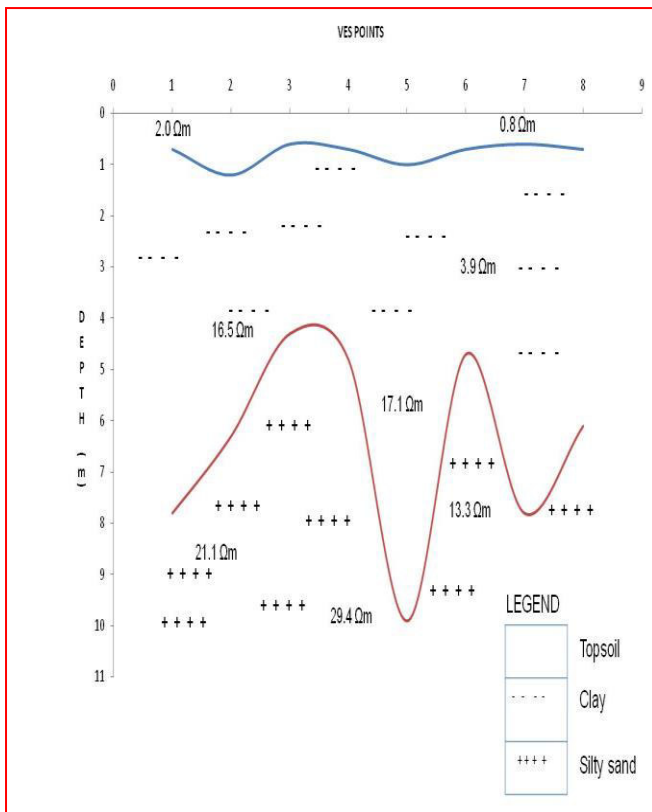 VES POINTS
0 1 2 3 4 5 6 7 8 9
0
2.0 Ωm 0.8 Ωm
1
2
3
3.9 Ωm
4
16.5 Ωm
5
17.1 Ωm
6
7
8
13.3 Ωm
21.1 Ωm
9
29.4 Ωm
10
11
DEPTH (m)
LEGEND
Topsoil
- - - - Clay
++++ Silty sand